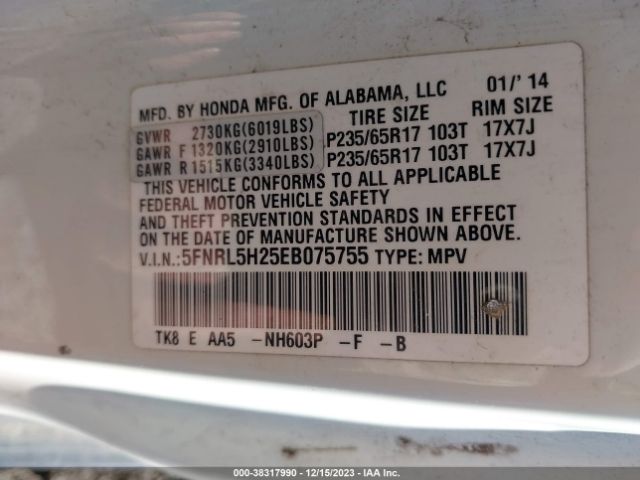 MFD. BY HONDA MFG. OF ALABAMA, LLC 01/' 14
TIRE SIZE RIM SIZE
GVWR 2730KG(6019LBS)
GAWR F 1320KG(2910LBS) P235/65R17 103T 17X7J
GAWR R 1515KG(3340LBS) P235/65R17 103T 17X7J
THIS VEHICLE CONFORMS TO ALL APPLICABLE
FEDERAL MOTOR VEHICLE SAFETY
AND THEFT PREVENTION STANDARDS IN EFFECT
ON THE DATE OF MANUFACTURE SHOWN ABOVE.
V.I.N.:5FNRL5H25EB075755 TYPE: MPV
TK8 E AA5 -NH603P -F -B
000-38317990 - 12/15/2023 - IAA Inc.